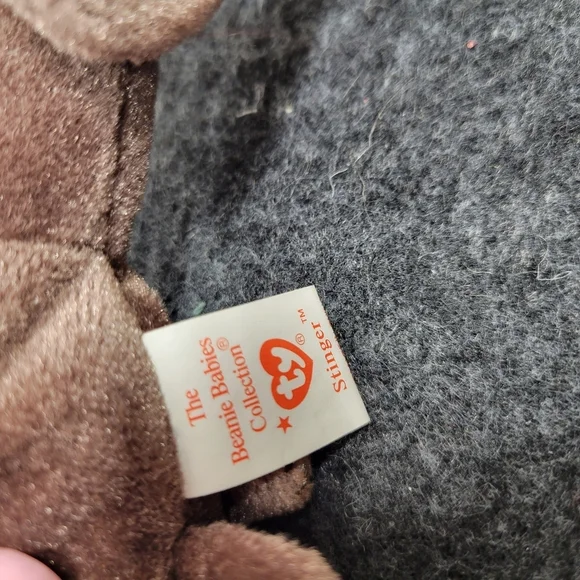 The
Beanie Babies®
Collection
ty®
Stinger™